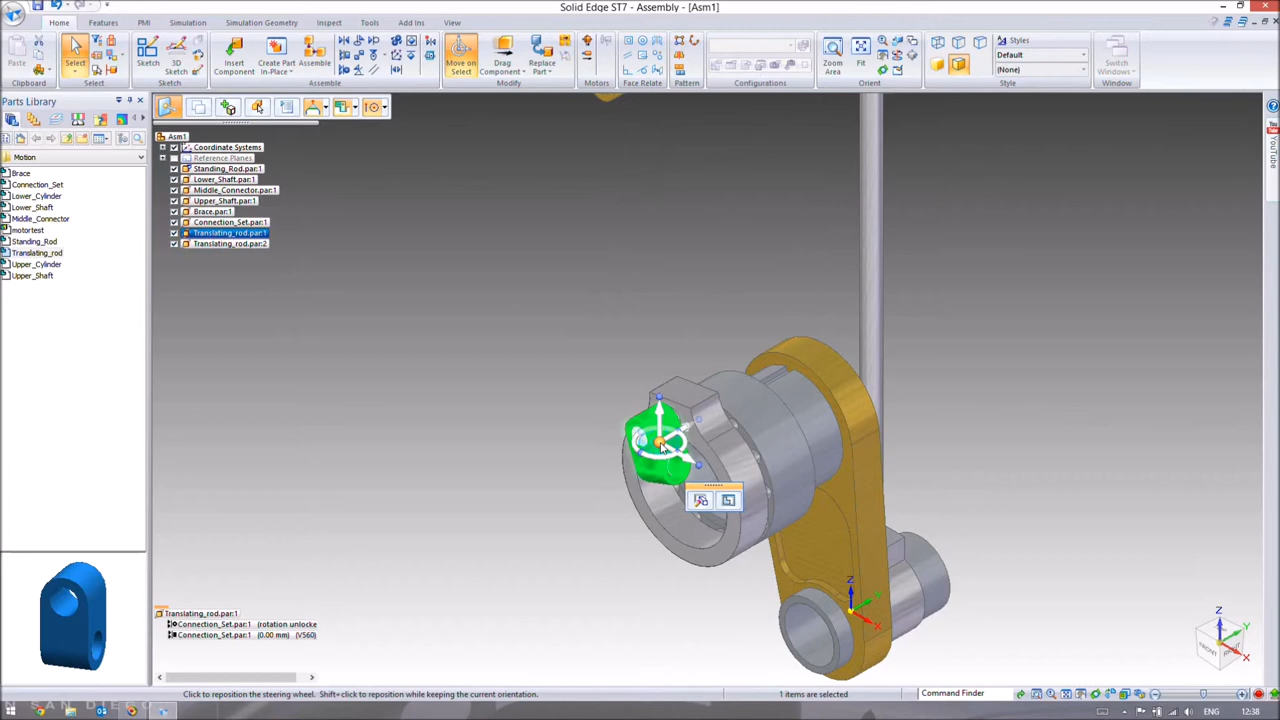 Solid Edge ST7 - Assembly - [Asm1]
Home Features PMI Simulation Simulation Geometry Inspect Tools Add Ins View
Paste
Select
Sketch
3D Sketch
Insert Component
Create Part In-Place
Assemble
Move on Select
Drag Component
Replace Part
Zoom Area
Fit
Styles
Default
(None)
Switch Windows
Clipboard Select Sketch Assemble Modify Motors Face Relate Pattern Configurations Orient Style Window
Parts Library
Motion
Brace
Connection_Set
Lower_Cylinder
Lower_Shaft
Middle_Connector
motortest
Standing_Rod
Translating_rod
Upper_Cylinder
Upper_Shaft
Asm1
Coordinate Systems
Reference Planes
Standing_Rod.par:1
Lower_Shaft.par:1
Middle_Connector.par:1
Upper_Shaft.par:1
Brace.par:1
Connection_Set.par:1
Translating_rod.par:1
Translating_rod.par:2
YouTube
Z
Y
X
Z
Y
X
FRONT
RIGHT
Translating_rod.par:1
Connection_Set.par:1 (rotation unlocke
Connection_Set.par:1 (0.00 mm) (V560)
Click to reposition the steering wheel. Shift+click to reposition while keeping the current orientation.
1 items are selected
Command Finder
N SAN DIEGO
ENG
12:38